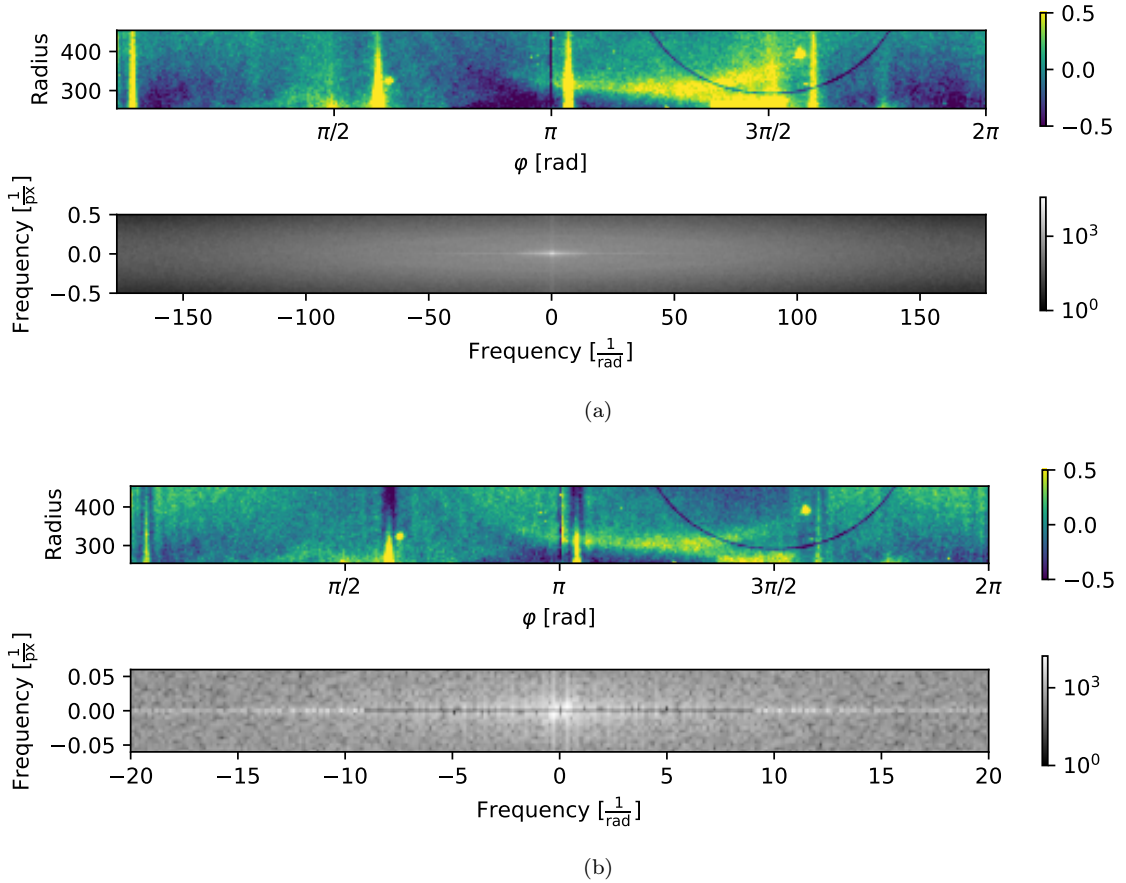 Radius
400
300
π/2
π
3π/2
2π
φ [rad]
0.5
0.0
−0.5
Frequency [1/px]
0.5
0.0
−0.5
−150
−100
−50
0
50
100
150
Frequency [1/rad]
10³
10⁰
(a)
Radius
400
300
π/2
π
3π/2
2π
φ [rad]
0.5
0.0
−0.5
Frequency [1/px]
0.05
0.00
−0.05
−20
−15
−10
−5
0
5
10
15
20
Frequency [1/rad]
10³
10⁰
(b)